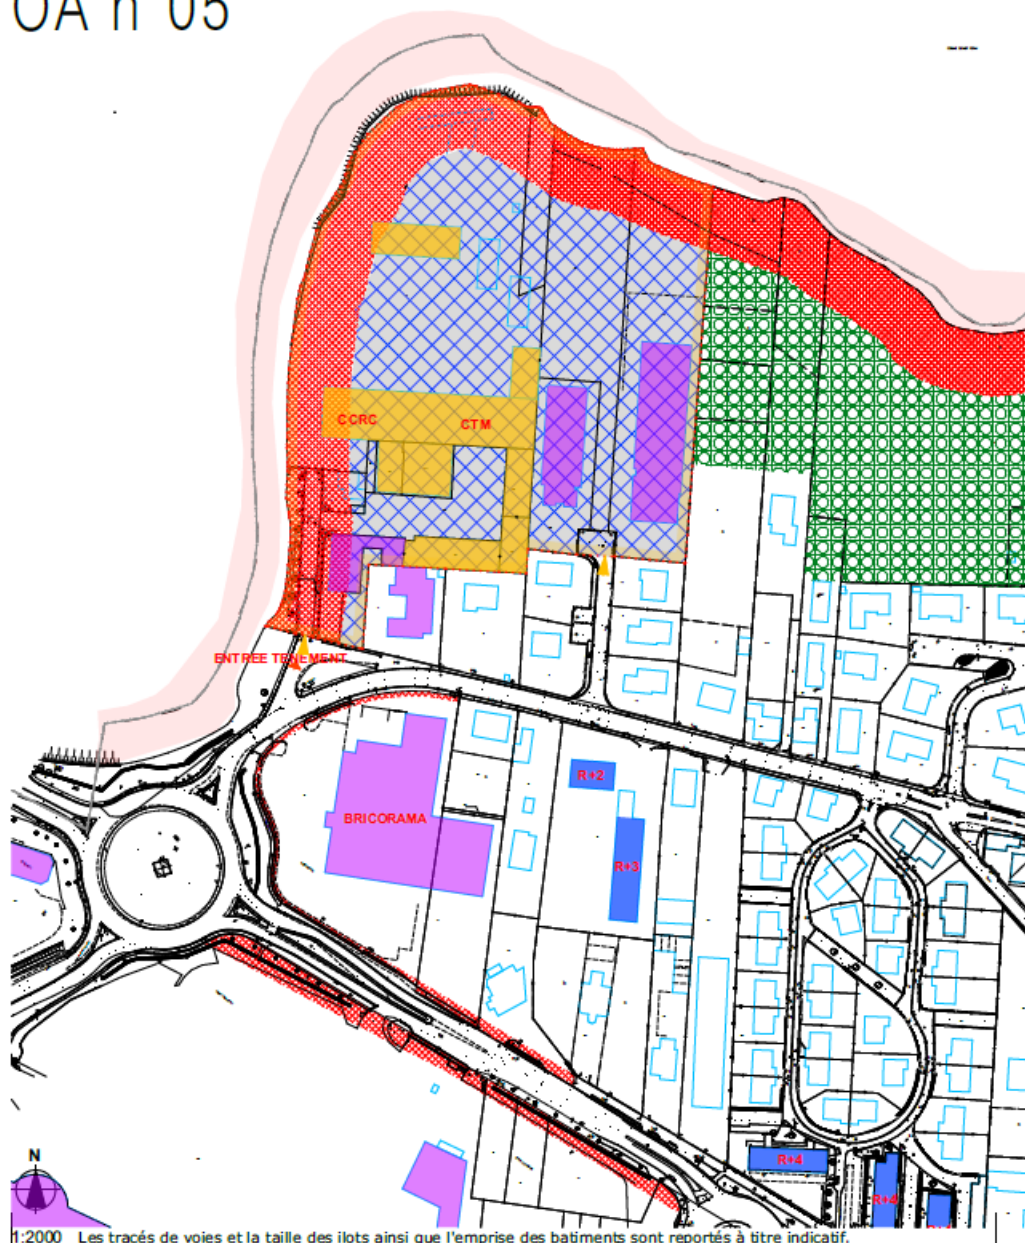 OA n°05
CCRC
CTM
ENTREE TENEMENT
R+2
BRICORAMA
R+3
N
R+4
R+4
1:2000 Les tracés de voies et la taille des ilots ainsi que l'emprise des batiments sont reportés à titre indicatif.